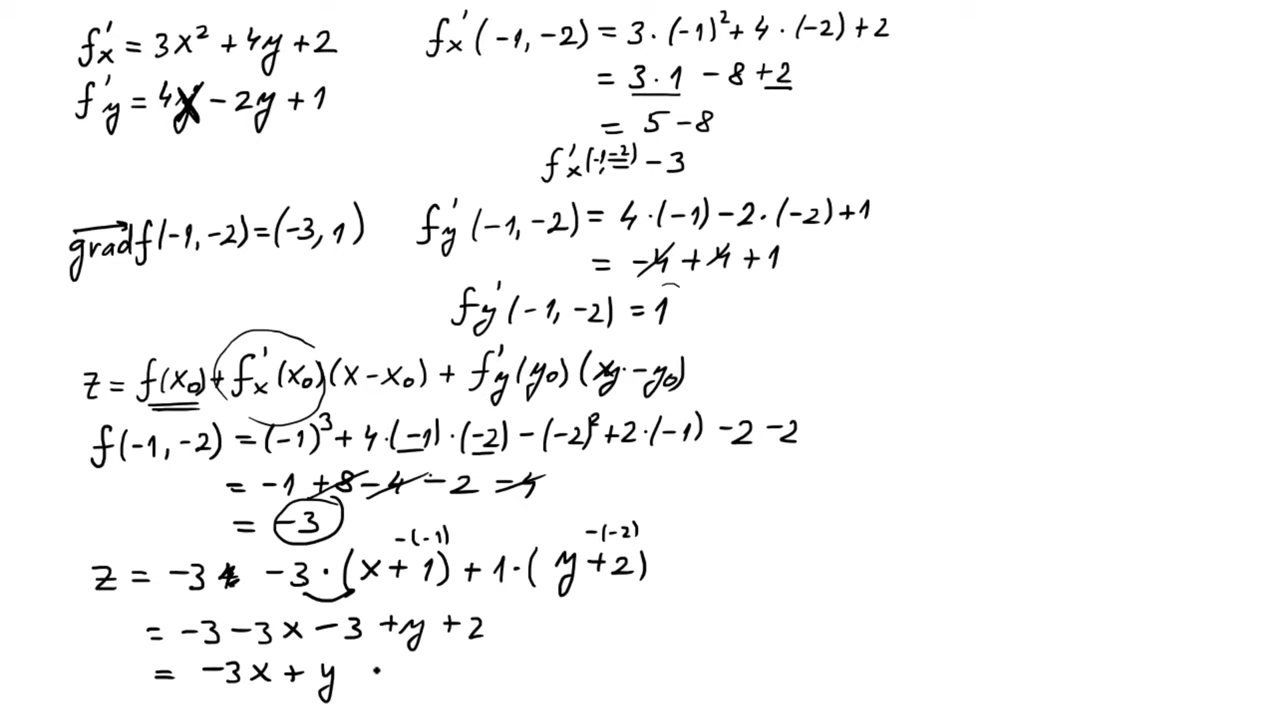 f'x = 3x² + 4y + 2
f'y = 4x − 2y + 1
fx'(−1, −2) = 3·(−1)² + 4·(−2) + 2
= 3·1 − 8 + 2
= 5 − 8
f'x(−1, −2) = −3
grad f(−1, −2) = (−3, 1)
fy'(−1, −2) = 4·(−1) − 2·(−2) + 1
= −4 + 4 + 1
fy'(−1, −2) = 1
z = f(x₀) + fx'(x₀)(x − x₀) + f'y(y₀)(y − y₀)
f(−1, −2) = (−1)³ + 4·(−1)·(−2) − (−2)² + 2·(−1) − 2 − 2
= −1 + 8 − 4 − 2 − 4
= −3
−(−1) −(−2)
z = −3 − 3·(x + 1) + 1·(y + 2)
= −3 − 3x − 3 + y + 2
= −3x + y ·